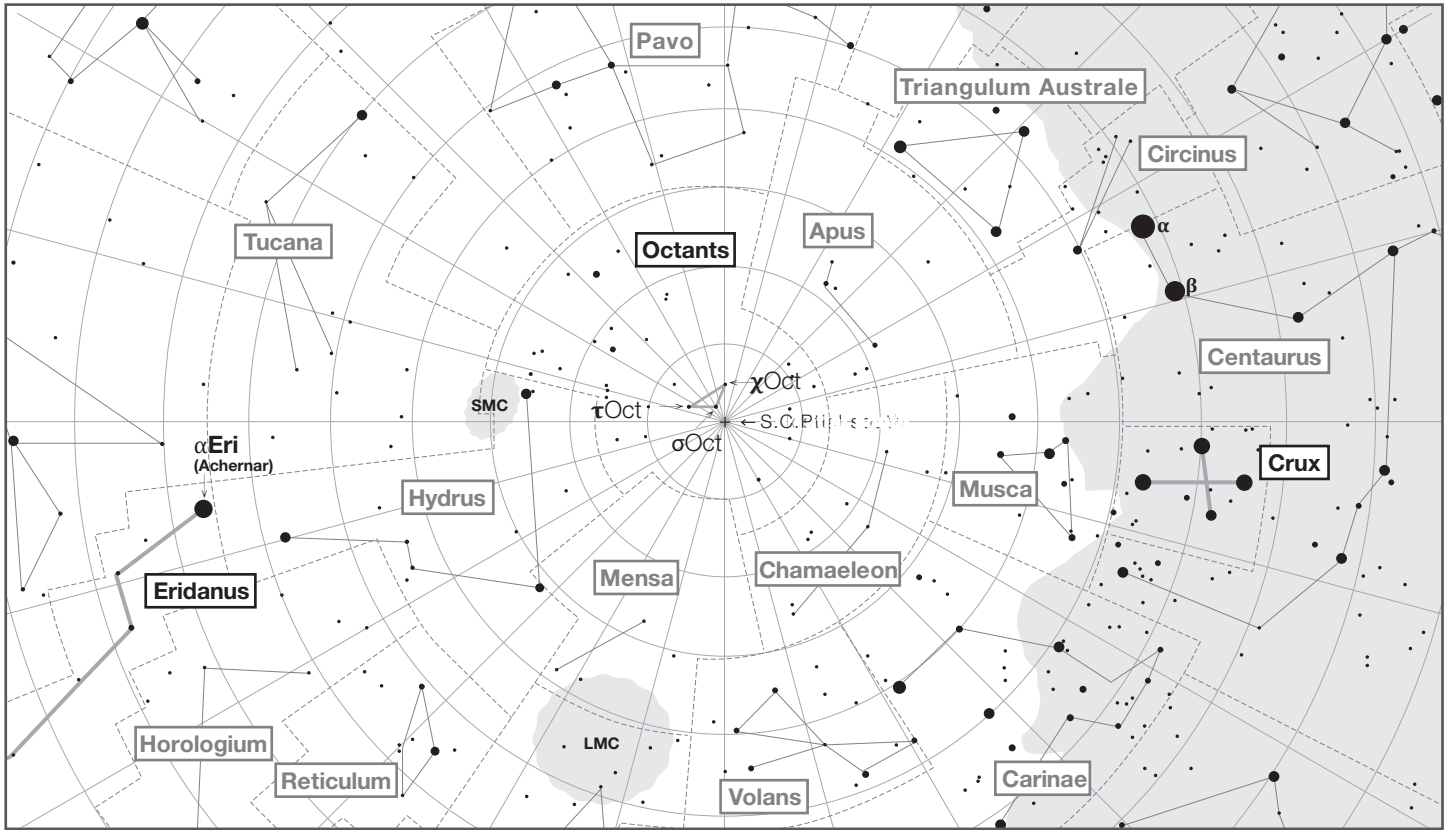 Pavo
Triangulum Australe
Circinus
Tucana
Octants
Apus
α
β
Centaurus
χOct
τOct
SMC
σOct
αEri
(Achernar)
Crux
Hydrus
Musca
Mensa
Chamaeleon
Eridanus
Horologium
LMC
Reticulum
Volans
Carinae